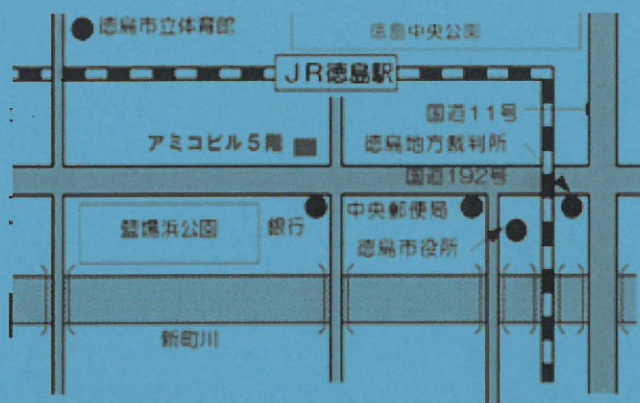 徳島市立体育館
徳島中央公園
JR徳島駅
国道11号
アミコビル5階
徳島地方裁判所
国道192号
藍場浜公園
銀行
中央郵便局
徳島市役所
新町川